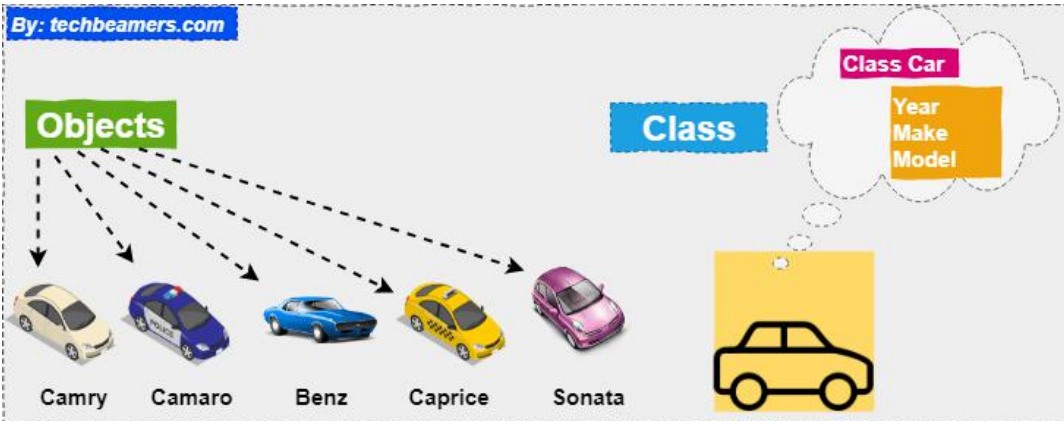 By: techbeamers.com
Objects
Class
Class Car
Year
Make
Model
POLICE
Camry
Camaro
Benz
Caprice
Sonata